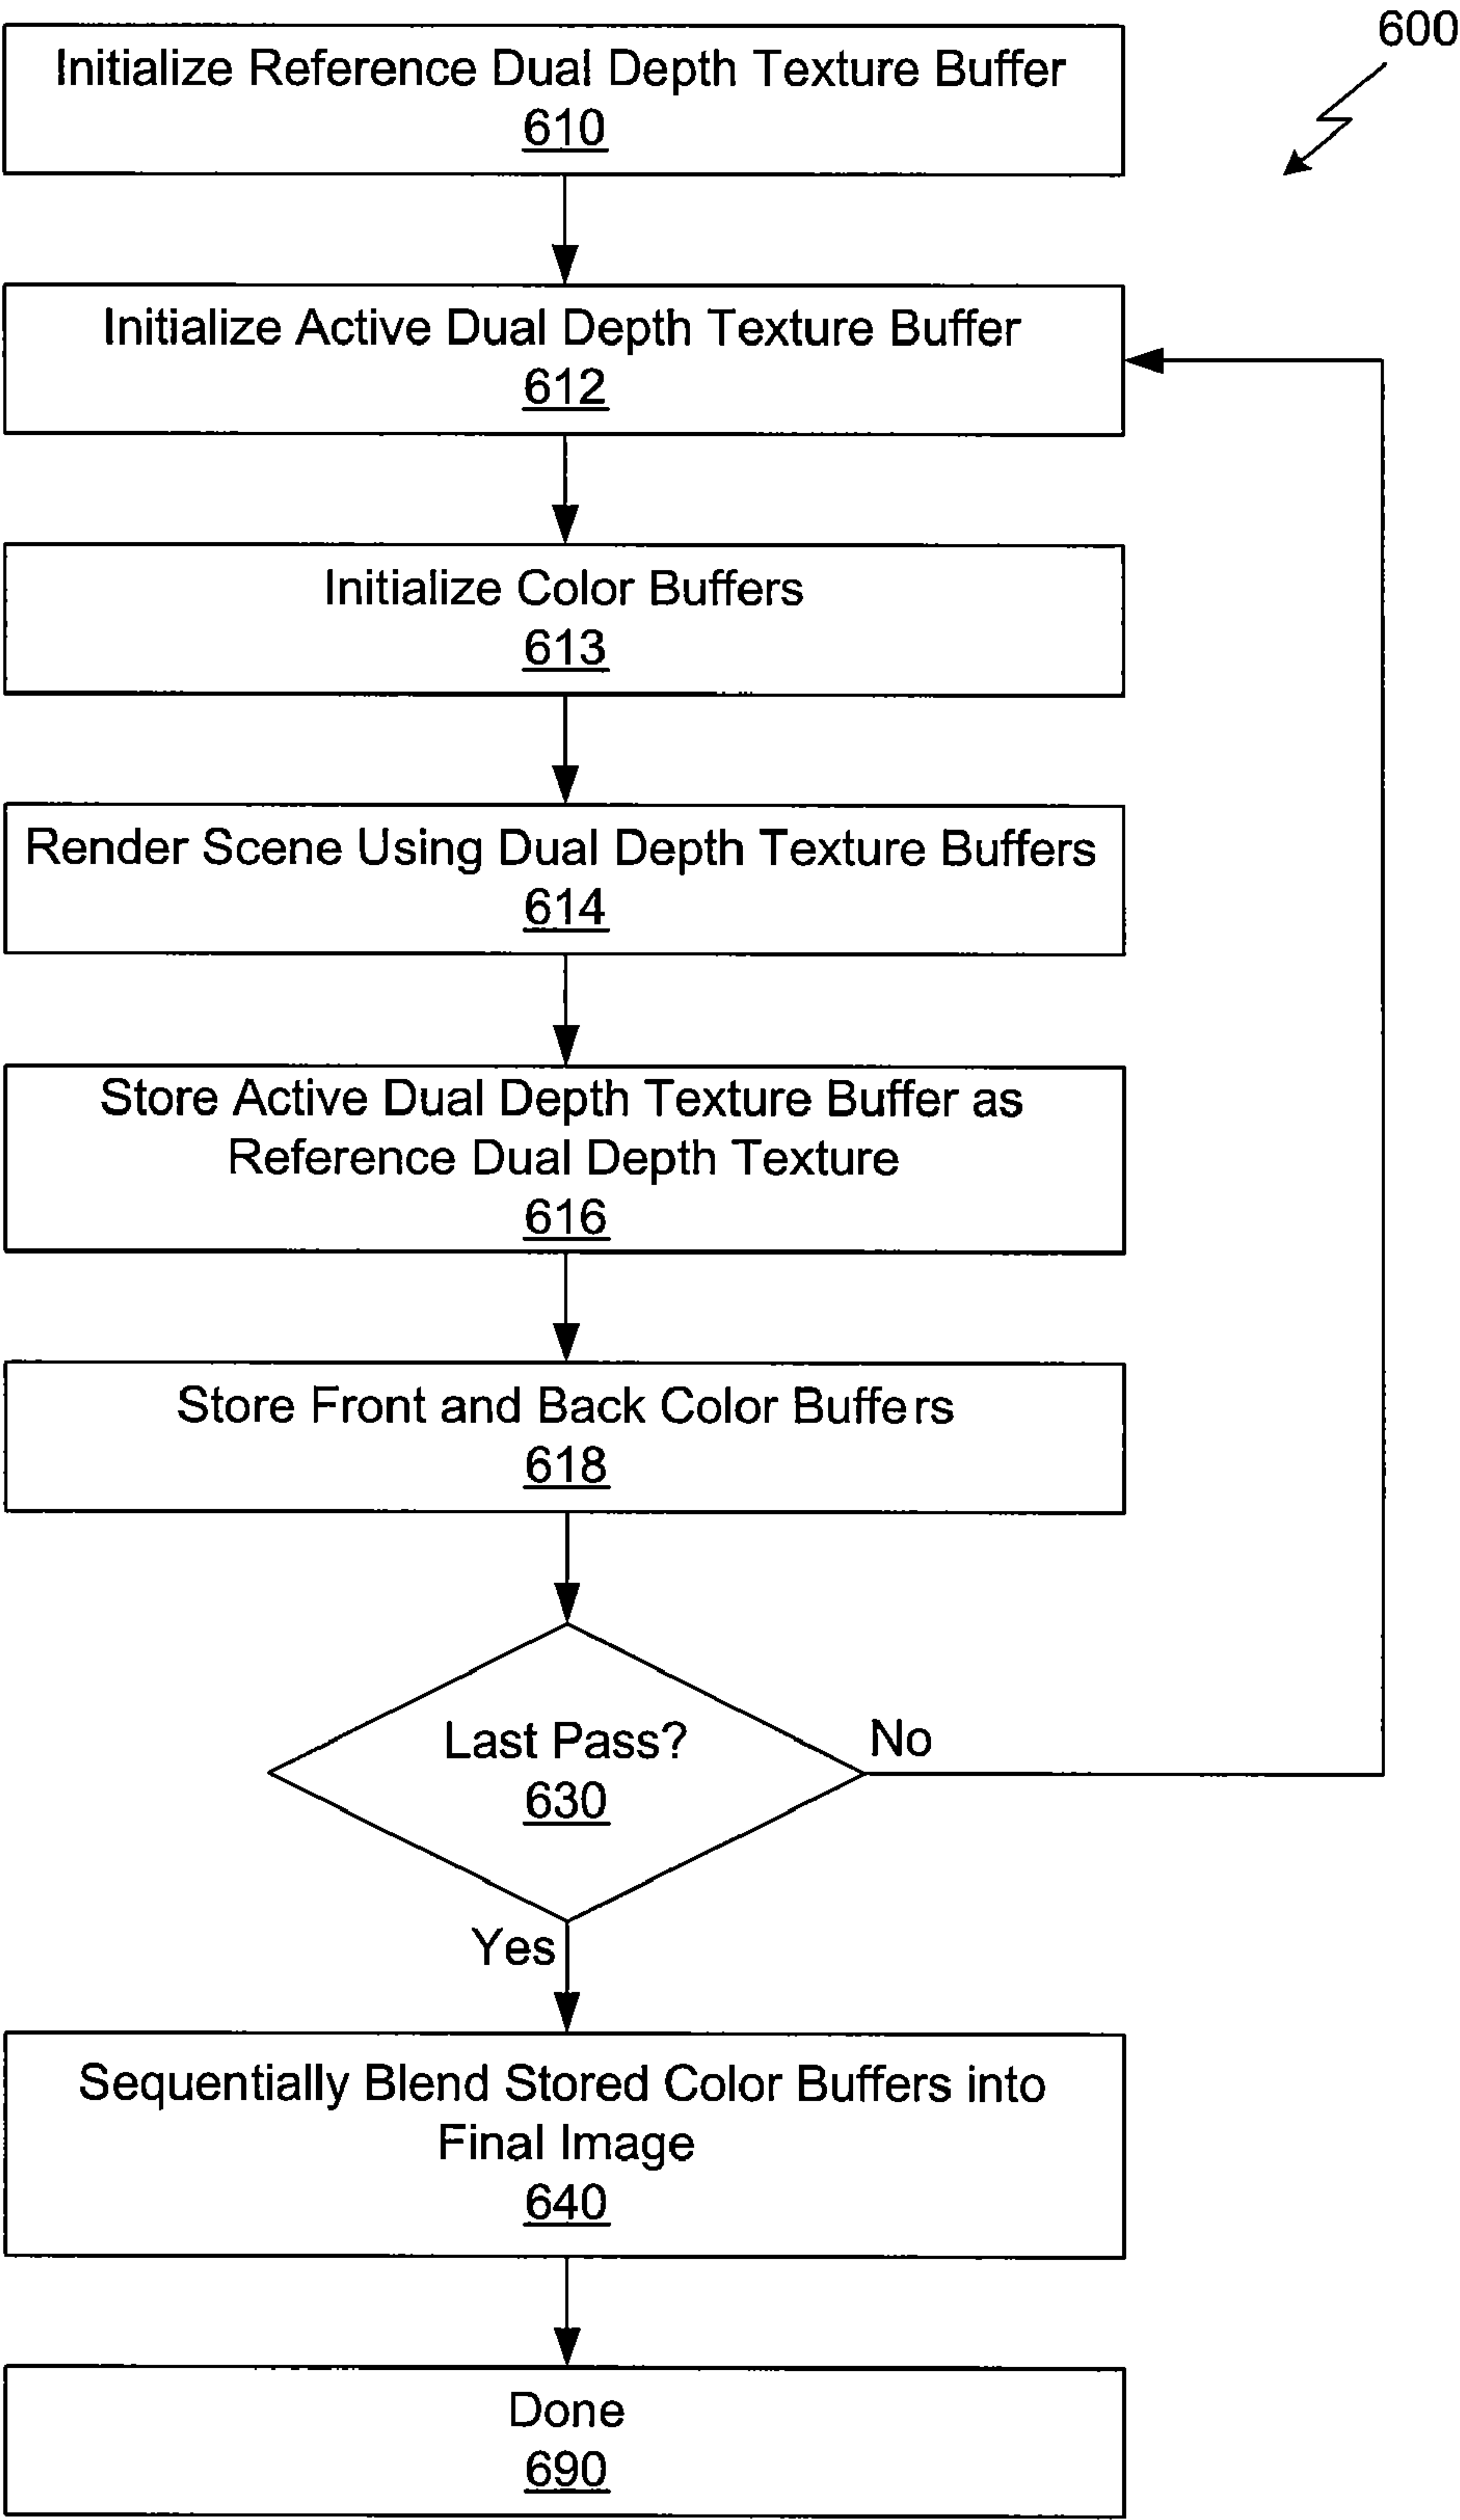 600
Initialize Reference Dual Depth Texture Buffer
610
Initialize Active Dual Depth Texture Buffer
612
Initialize Color Buffers
613
Render Scene Using Dual Depth Texture Buffers
614
Store Active Dual Depth Texture Buffer as
Reference Dual Depth Texture
616
Store Front and Back Color Buffers
618
Last Pass?
630
No
Yes
Sequentially Blend Stored Color Buffers into
Final Image
640
Done
690